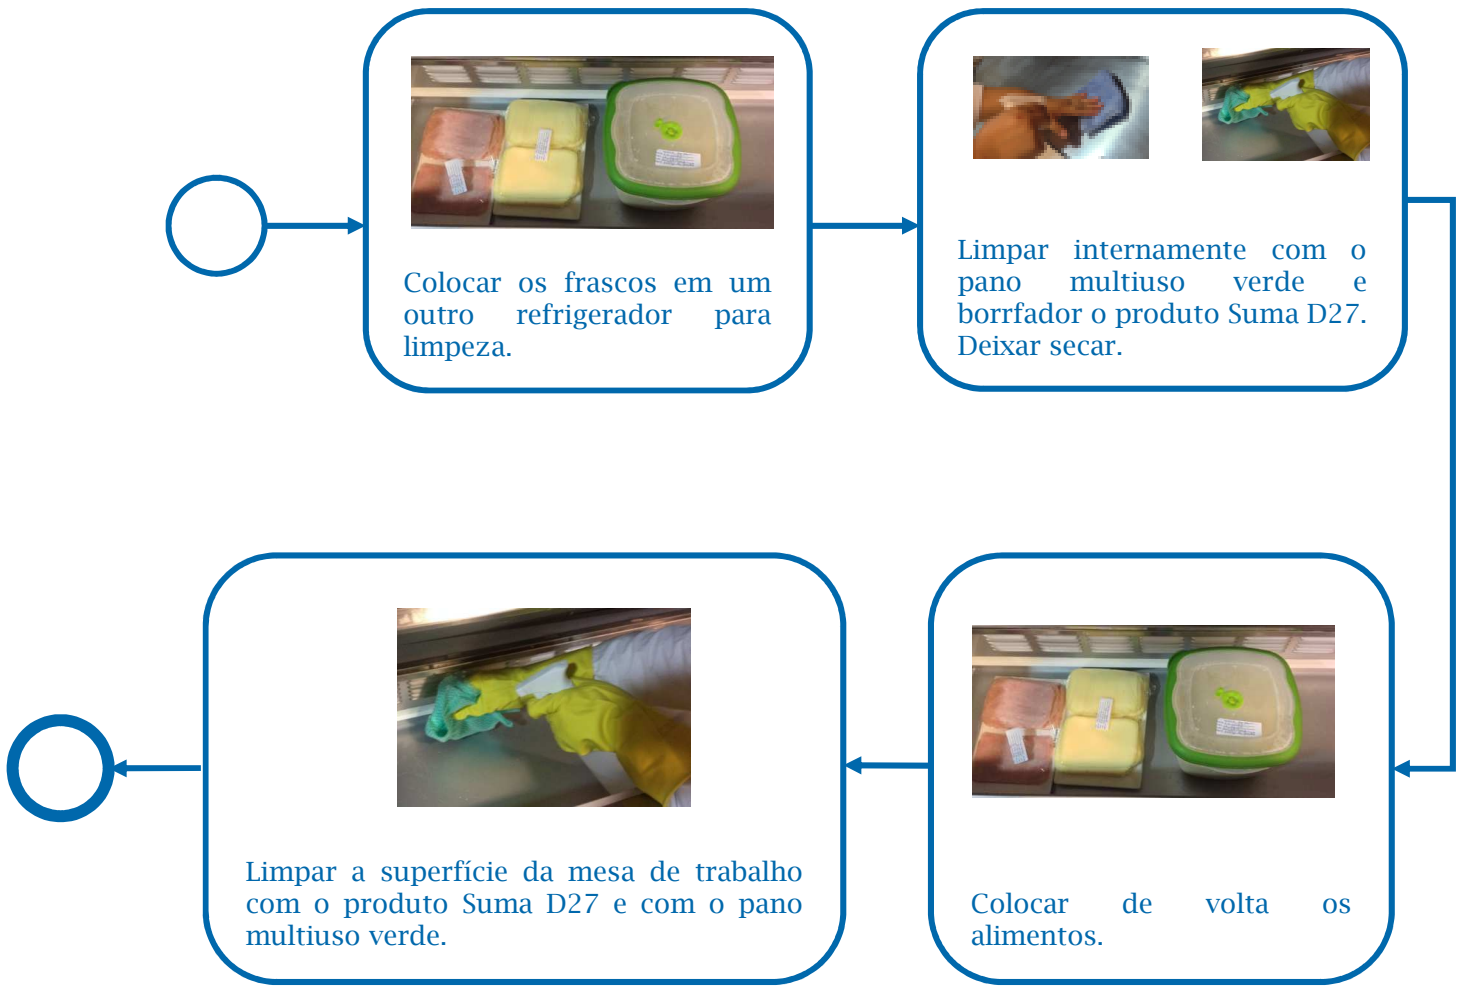 Colocar os frascos em um
outro refrigerador para
limpeza.
Limpar internamente com o
pano multiuso verde e
borrfador o produto Suma D27.
Deixar secar.
Colocar de volta os
alimentos.
Limpar a superfície da mesa de trabalho
com o produto Suma D27 e com o pano
multiuso verde.